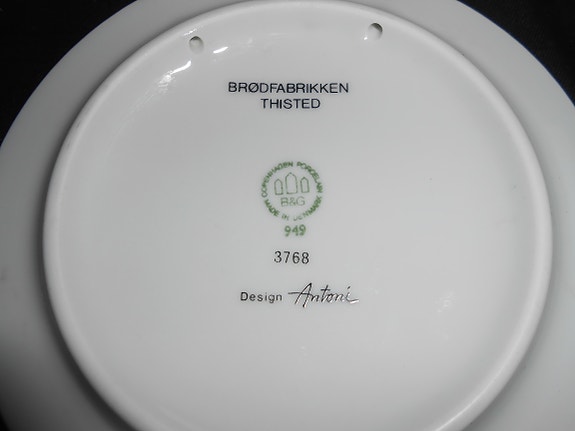 BRØDFABRIKKEN
THISTED
COPENHAGEN PORCELAIN
B&G
MADE IN DENMARK
949
3768
Design Antoni